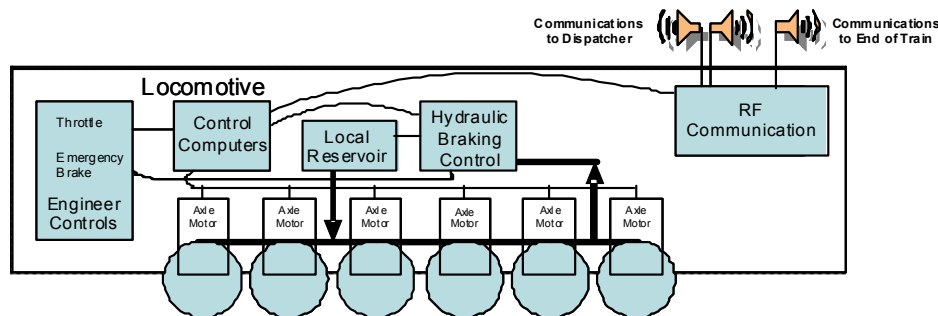 Communications
to Dispatcher
Communications
to End of Train
Locomotive
Throttle
Emergency
Brake
Engineer
Controls
Control
Computers
Local
Reservoir
Hydraulic
Braking
Control
RF
Communication
Axle
Motor
Axle
Motor
Axle
Motor
Axle
Motor
Axle
Motor
Axle
Motor